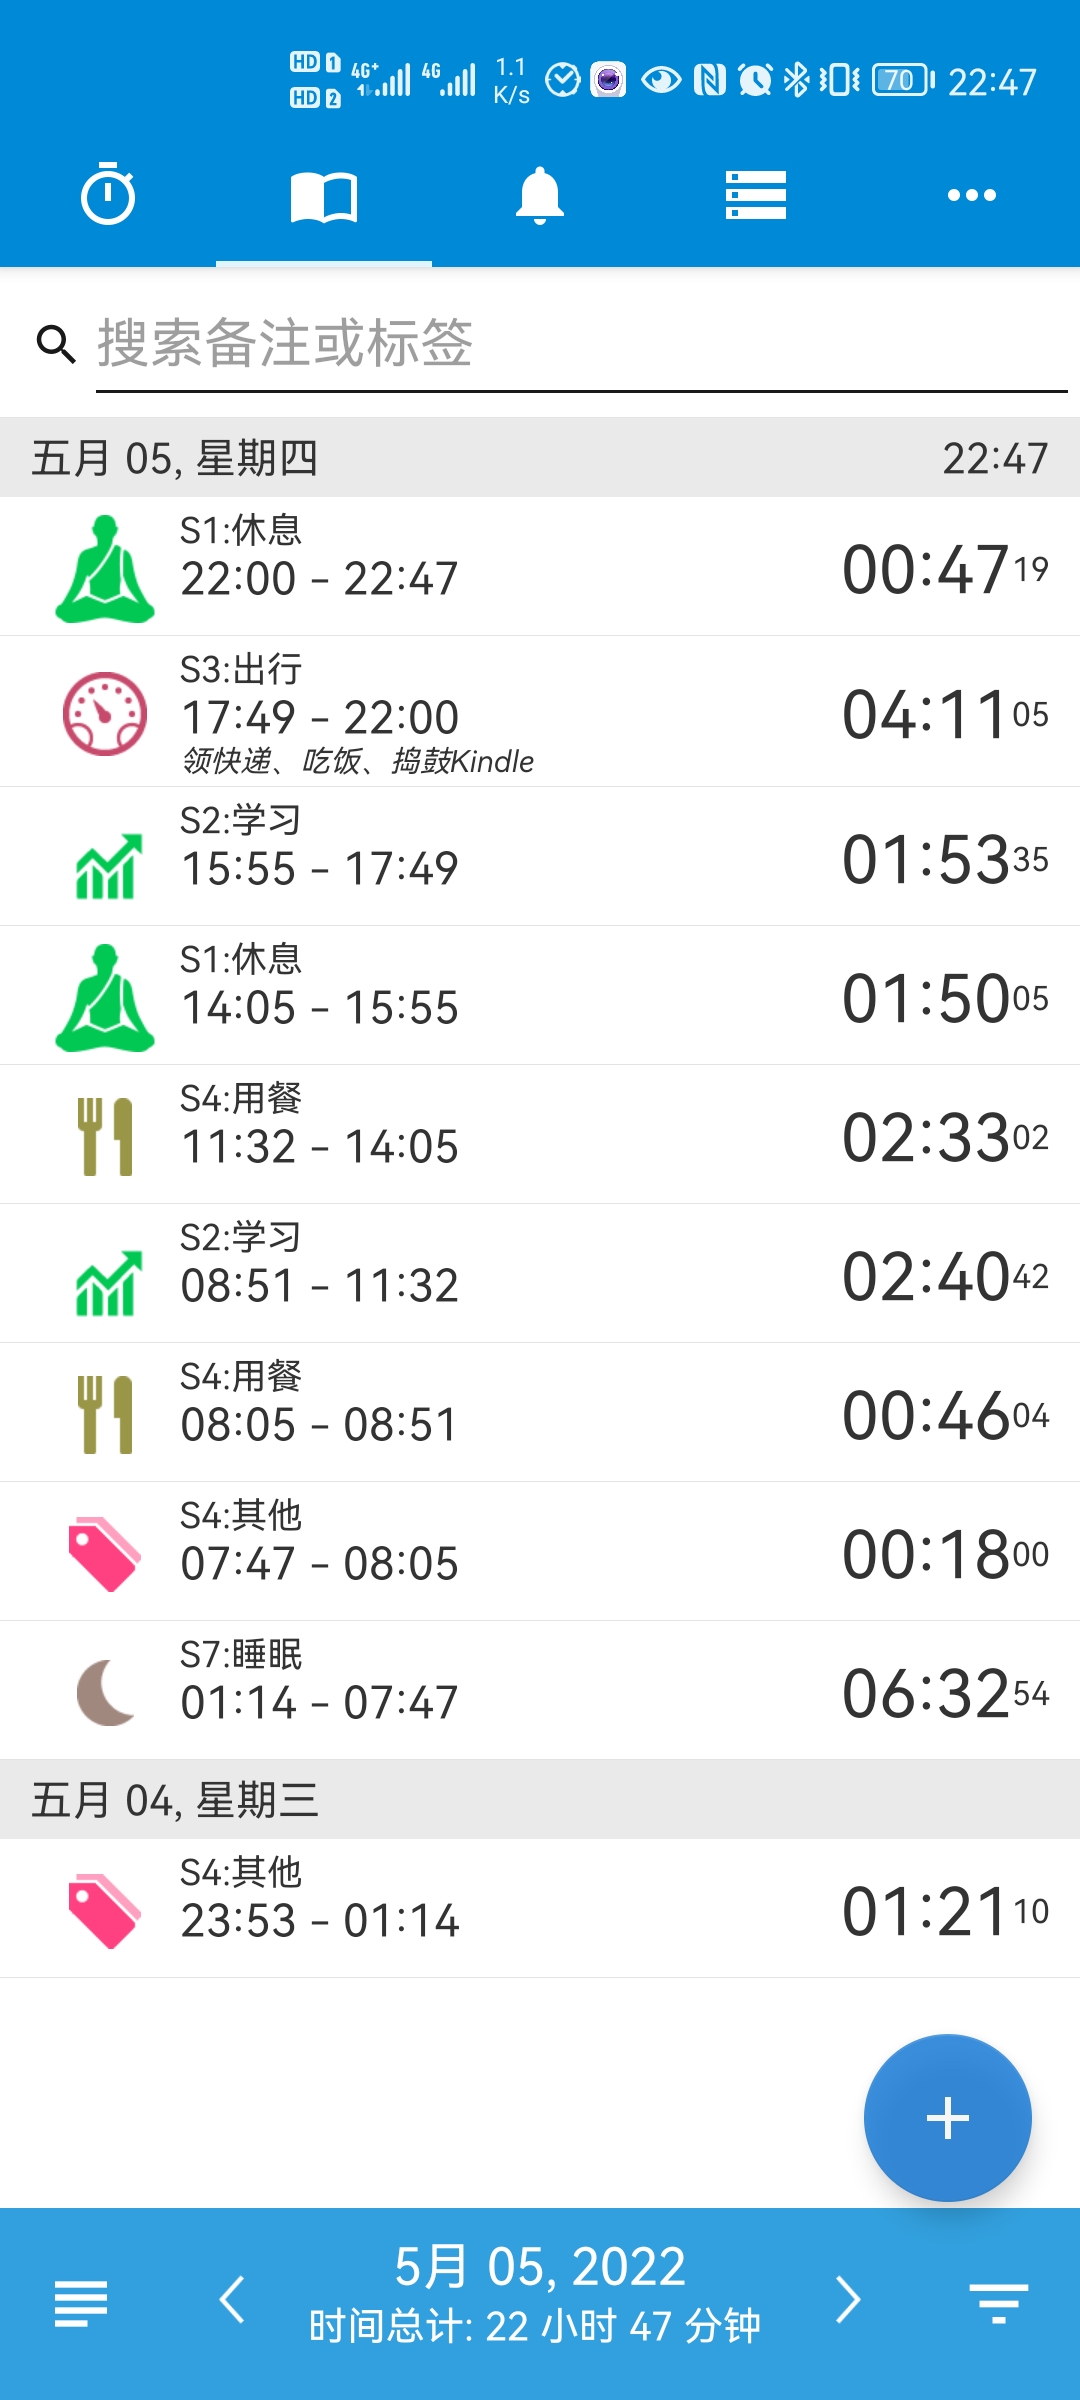 HD 1 4G+ 4G 1.1 70 22:47
HD 2 K/s
搜索备注或标签
五月 05, 星期四 22:47
S1:休息
22:00 – 22:47 00:47 19
S3:出行
17:49 – 22:00 04:11 05
领快递、吃饭、捣鼓Kindle
S2:学习
15:55 – 17:49 01:53 35
S1:休息
14:05 – 15:55 01:50 05
S4:用餐
11:32 – 14:05 02:33 02
S2:学习
08:51 – 11:32 02:40 42
S4:用餐
08:05 – 08:51 00:46 04
S4:其他
07:47 – 08:05 00:18 00
S7:睡眠
01:14 – 07:47 06:32 54
五月 04, 星期三
S4:其他
23:53 – 01:14 01:21 10
5月 05, 2022
时间总计: 22 小时 47 分钟